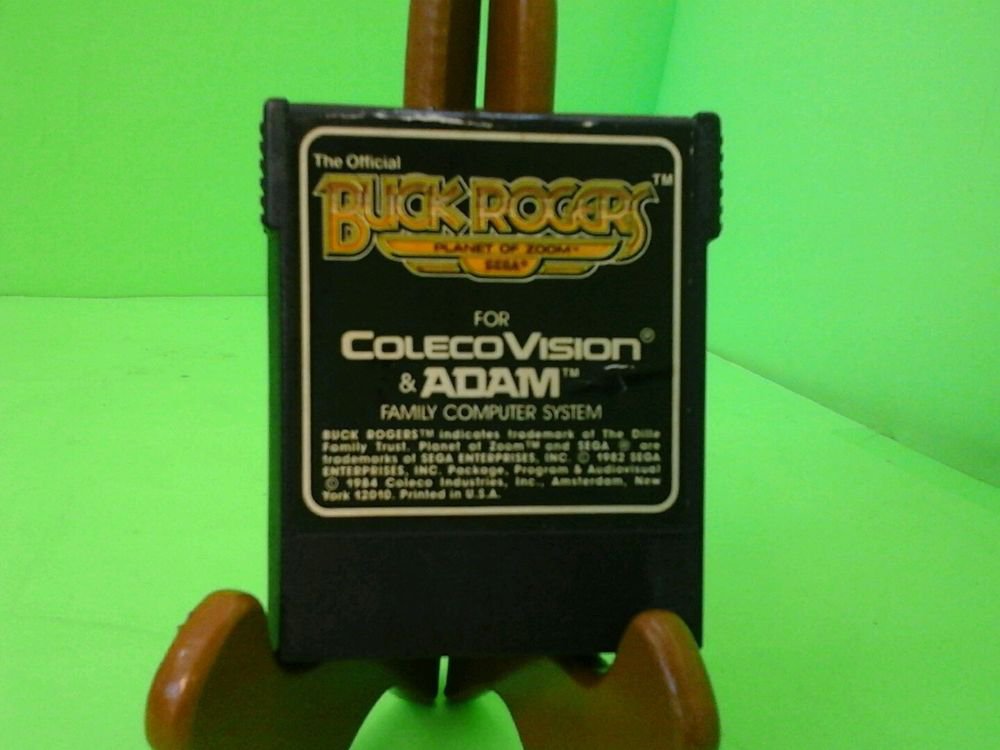 The Official
BUCK ROGERS™
PLANET OF ZOOM™
SEGA®
FOR
COLECOVISION®
& ADAM™
FAMILY COMPUTER SYSTEM
BUCK ROGERS™ indicates trademark of The Dille
Family Trust. Planet of Zoom™ and SEGA ® are
trademarks of SEGA ENTERPRISES, INC. © 1982 SEGA
ENTERPRISES, INC. Package, Program & Audiovisual
© 1984 Coleco Industries, Inc., Amsterdam, New
York 12010. Printed in U.S.A.